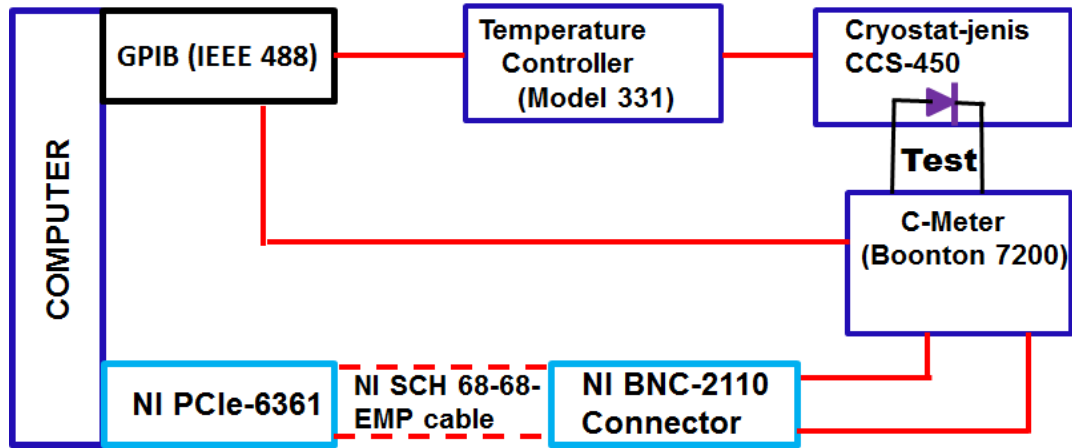 COMPUTER
GPIB (IEEE 488)
Temperature
Controller
(Model 331)
Cryostat-jenis
CCS-450
Test
C-Meter
(Boonton 7200)
NI PCIe-6361
NI SCH 68-68-
EMP cable
NI BNC-2110
Connector